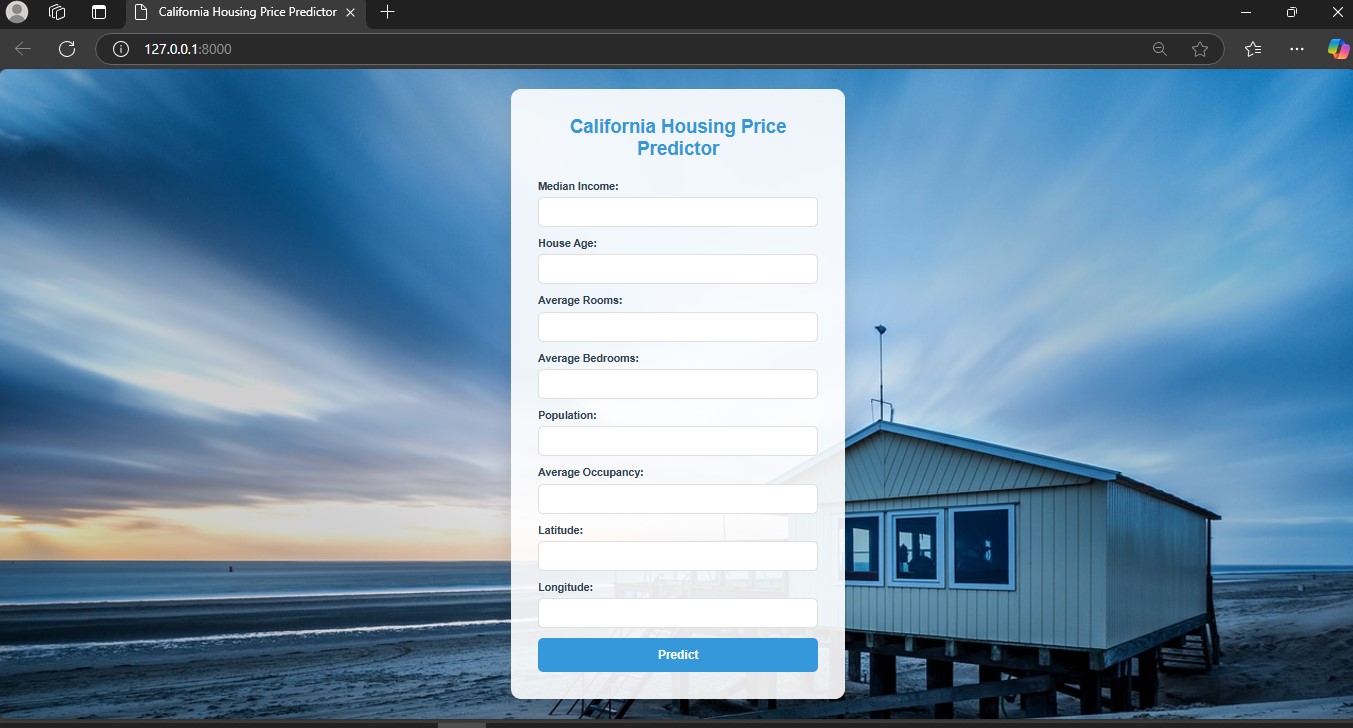 California Housing Price Predictor
127.0.0.1:8000
California Housing Price
Predictor
Median Income:
House Age:
Average Rooms:
Average Bedrooms:
Population:
Average Occupancy:
Latitude:
Longitude:
Predict